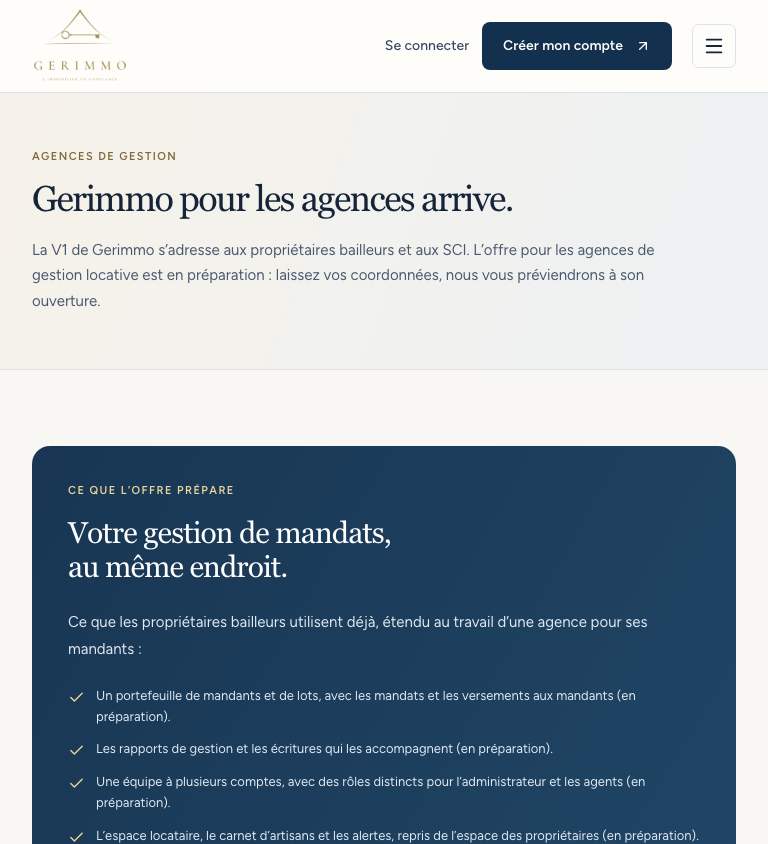 GERIMMO
Se connecter
Créer mon compte
AGENCES DE GESTION
Gerimmo pour les agences arrive.
La V1 de Gerimmo s’adresse aux propriétaires bailleurs et aux SCI. L’offre pour les agences de
gestion locative est en préparation : laissez vos coordonnées, nous vous préviendrons à son
ouverture.
CE QUE L’OFFRE PRÉPARE
Votre gestion de mandats,
au même endroit.
Ce que les propriétaires bailleurs utilisent déjà, étendu au travail d’une agence pour ses
mandants :
Un portefeuille de mandants et de lots, avec les mandats et les versements aux mandants (en
préparation).
Les rapports de gestion et les écritures qui les accompagnent (en préparation).
Une équipe à plusieurs comptes, avec des rôles distincts pour l’administrateur et les agents (en
préparation).
L’espace locataire, le carnet d’artisans et les alertes, repris de l’espace des propriétaires (en préparation).